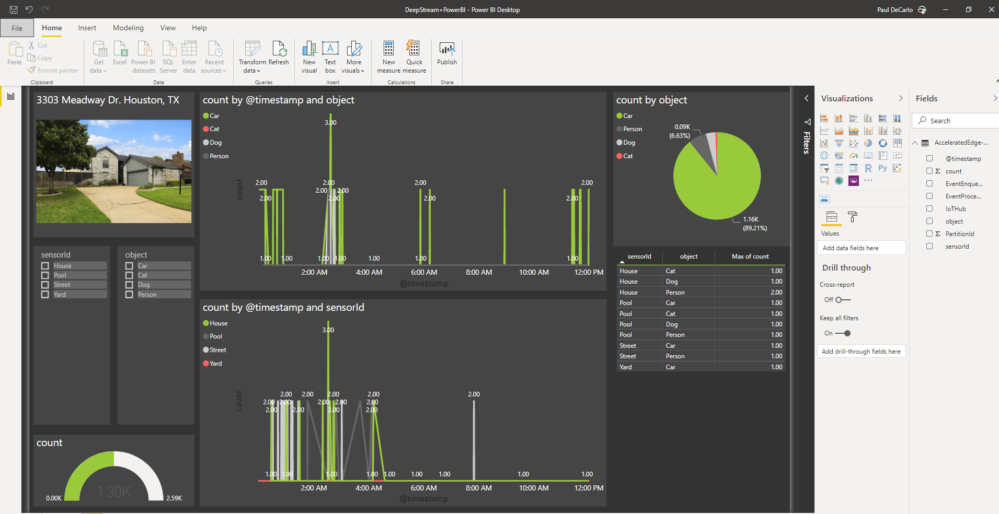 DeepStream+PowerBI - Power BI Desktop
Paul DeCarlo
File Home Insert Modeling View Help
Paste
Cut
Copy
Format painter
Clipboard
Get data
Excel
Power BI datasets
SQL Server
Enter data
Recent sources
Data
Transform data
Refresh
Queries
New visual
Text box
More visuals
Insert
New measure
Quick measure
Calculations
Publish
Share
3303 Meadway Dr. Houston, TX
sensorId
House
Pool
Street
Yard
object
Car
Cat
Dog
Person
count
1.30K
0.00K
2.59K
count by @timestamp and object
Car
Cat
Dog
Person
count
3.00
2.00 2.00 2.00 2.00
2.00 2.00
2.00 2.00 2.00 2.00
1.00 1.00 1.00 1.00 1.00 1.00 1.00
2:00 AM 4:00 AM 6:00 AM 8:00 AM 10:00 AM 12:00 PM
@timestamp
count by @timestamp and sensorId
House
Pool
Street
Yard
count
3.00
2.00 2.00 2.00 2.00 2.00
2.00 2.00 2.00 2.00 2.00
2.00 2.00 2.00 2.00
1.00 1.00 1.00 1.00 1.00 1.00 1.00 1.00 1.00
2:00 AM 4:00 AM 6:00 AM 8:00 AM 10:00 AM 12:00 PM
@timestamp
count by object
Car
Person
Dog
Cat
0.09K
(6.63%)
1.16K
(89.21%)
sensorId object Max of count
House Cat 1.00
House Dog 1.00
House Person 2.00
Pool Car 1.00
Pool Cat 1.00
Pool Dog 1.00
Pool Person 1.00
Street Car 1.00
Street Person 1.00
Yard Car 1.00
Filters
Visualizations
R Py
123
Values
Add data fields here
Drill through
Cross-report
Off
Keep all filters
On
Add drill-through fields here
Fields
Search
AcceleratedEdge-...
@timestamp
Σ count
EventEnque...
EventProce...
IoTHub
object
Σ PartitionId
sensorId